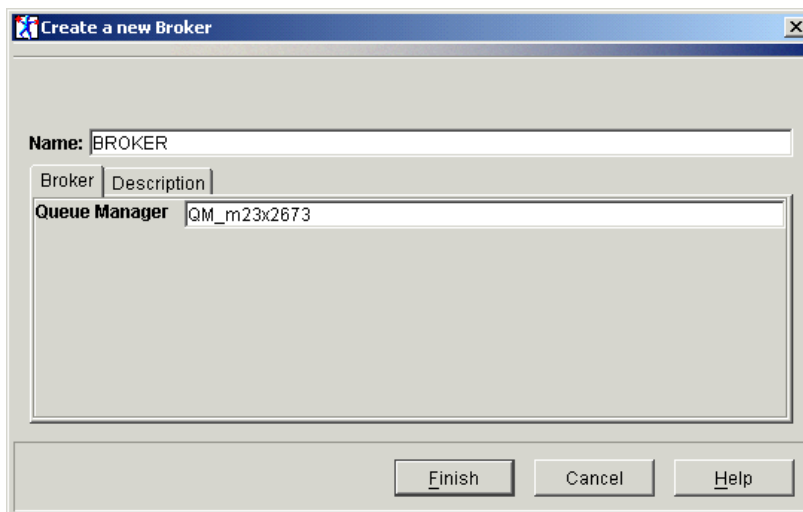 Create a new Broker
Name: BROKER
Broker Description
Queue Manager QM_m23x2673
Finish Cancel Help